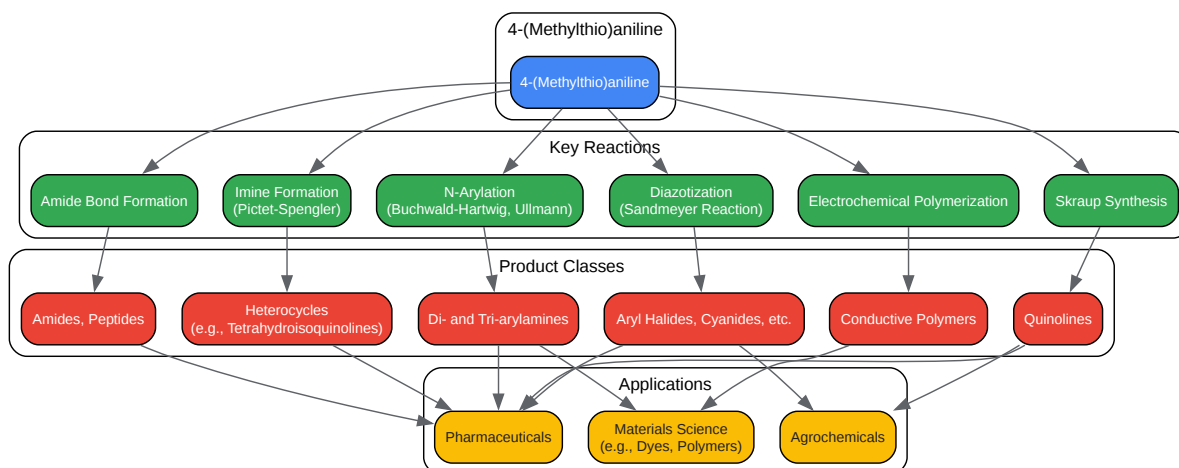 4-(Methylthio)aniline
4-(Methylthio)aniline
Key Reactions
Amide Bond Formation
Imine Formation
(Pictet-Spengler)
N-Arylation
(Buchwald-Hartwig, Ullmann)
Diazotization
(Sandmeyer Reaction)
Electrochemical Polymerization
Skraup Synthesis
Product Classes
Amides, Peptides
Heterocycles
(e.g., Tetrahydroisoquinolines)
Di- and Tri-arylamines
Aryl Halides, Cyanides, etc.
Conductive Polymers
Quinolines
Applications
Pharmaceuticals
Materials Science
(e.g., Dyes, Polymers)
Agrochemicals